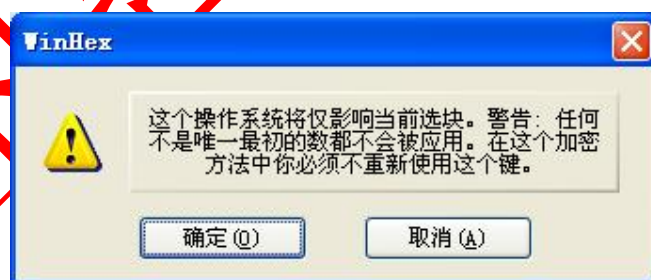 WinHex
这个操作系统将仅影响当前选块。警告: 任何
不是唯一最初的数都不会被应用。在这个加密
方法中你必须不重新使用这个键。
确定(O)
取消(A)